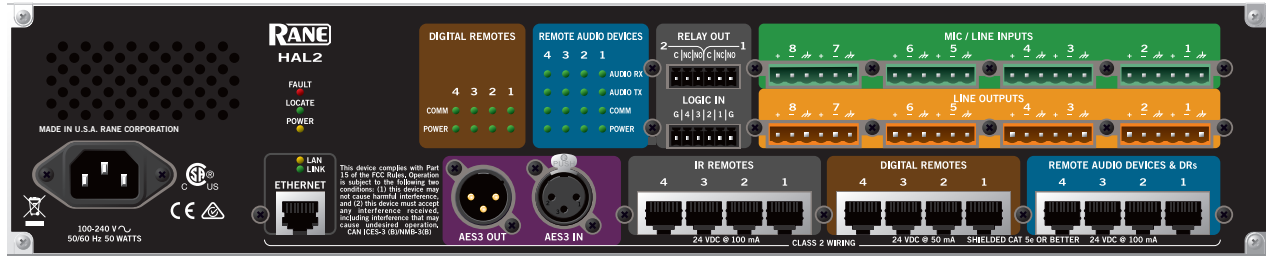 RANE
HAL2
FAULT
LOCATE
POWER
MADE IN U.S.A. RANE CORPORATION
C US
100-240 V
50/60 Hz 50 WATTS
LAN
LINK
ETHERNET
This device complies with Part
15 of the FCC Rules, Operation
is subject to the following two
conditions: (1) this device may
not cause harmful interference,
and (2) this device must accept
any interference received,
including interference that may
cause undesired operation,
CAN ICES-3 (B)/NMB-3(B)
DIGITAL REMOTES
4 3 2 1
COMM
POWER
REMOTE AUDIO DEVICES
4 3 2 1
AUDIO RX
AUDIO TX
COMM
POWER
RELAY OUT
2 1
C|NC|NO C|NC|NO
LOGIC IN
G|4|3|2|1|G
MIC / LINE INPUTS
+ 8 + 7 + 6 + 5 + 4 + 3 + 2 + 1
LINE OUTPUTS
+ 8 + 7 + 6 + 5 + 4 + 3 + 2 + 1
AES3 OUT
AES3 IN
PUSH
IR REMOTES
4 3 2 1
24 VDC @ 100 mA
DIGITAL REMOTES
4 3 2 1
24 VDC @ 50 mA
REMOTE AUDIO DEVICES & DRs
4 3 2 1
24 VDC @ 100 mA
CLASS 2 WIRING
SHIELDED CAT 5e OR BETTER